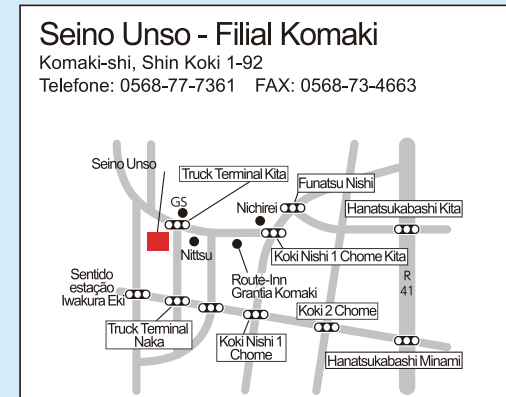 Seino Unso - Filial Komaki
Komaki-shi, Shin Koki 1-92
Telefone: 0568-77-7361 FAX: 0568-73-4663
Seino Unso
Truck Terminal Kita
Funatsu Nishi
GS
Nichirei
Hanatsukabashi Kita
Nittsu
Koki Nishi 1 Chome Kita
Sentido
estação
Iwakura Eki
Route-Inn
Grantia Komaki
R
41
Koki 2 Chome
Truck Terminal
Naka
Koki Nishi 1
Chome
Hanatsukabashi Minami